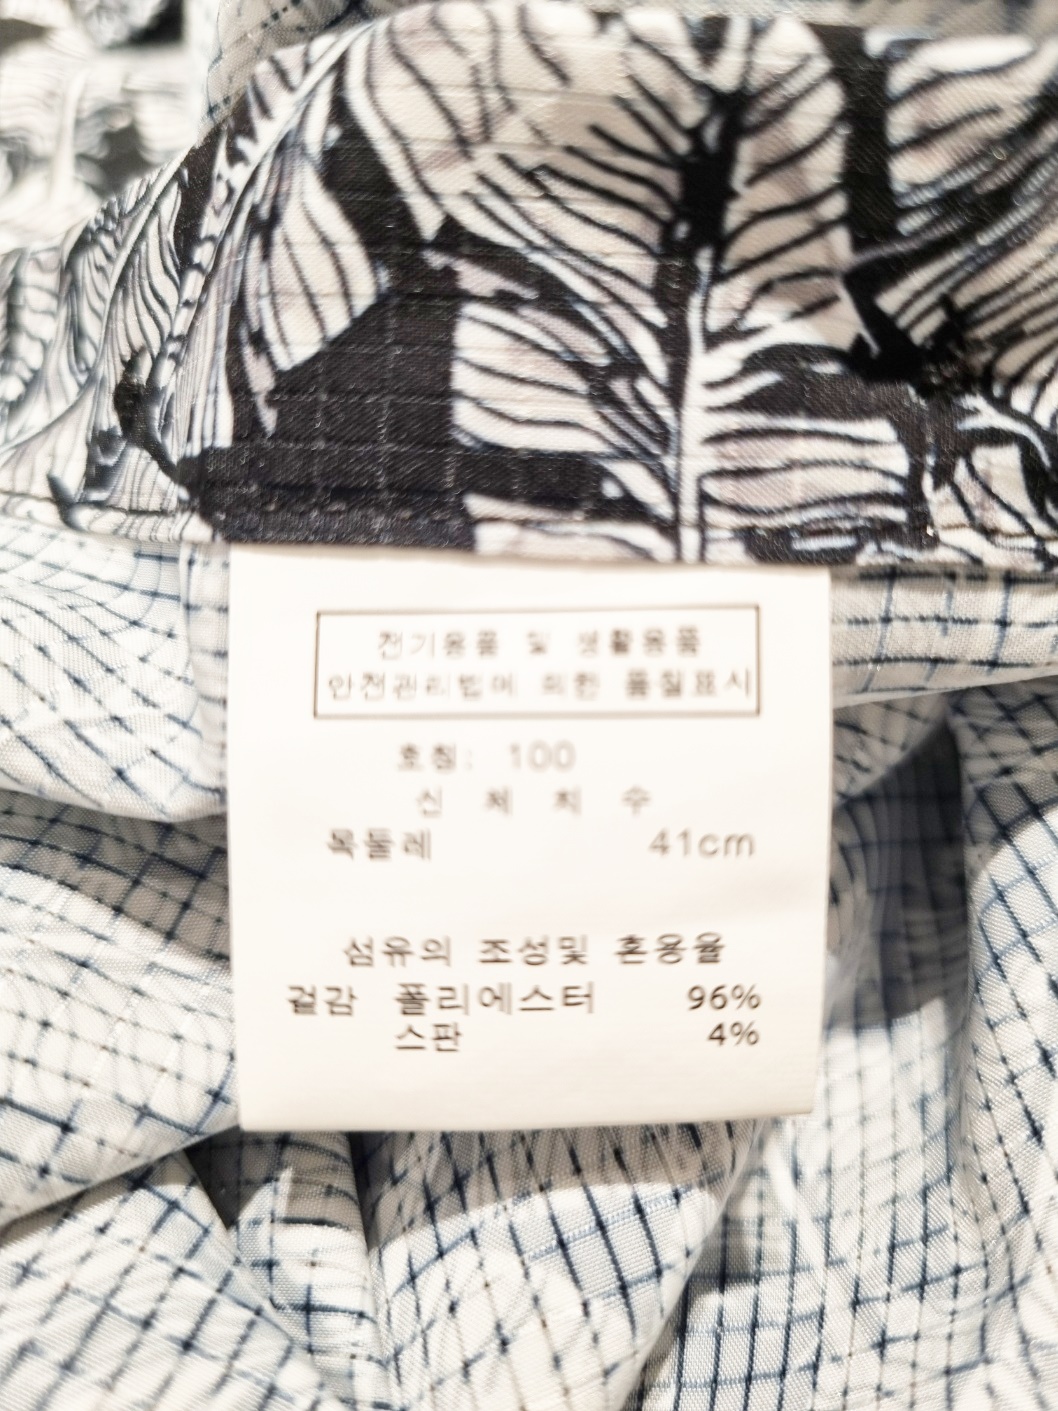 전기용품 및 생활용품
안전관리법에 의한 품질표시
호칭: 100
신 체 치 수
목둘레 41cm
섬유의 조성및 혼용율
겉감 폴리에스터 96%
스판 4%